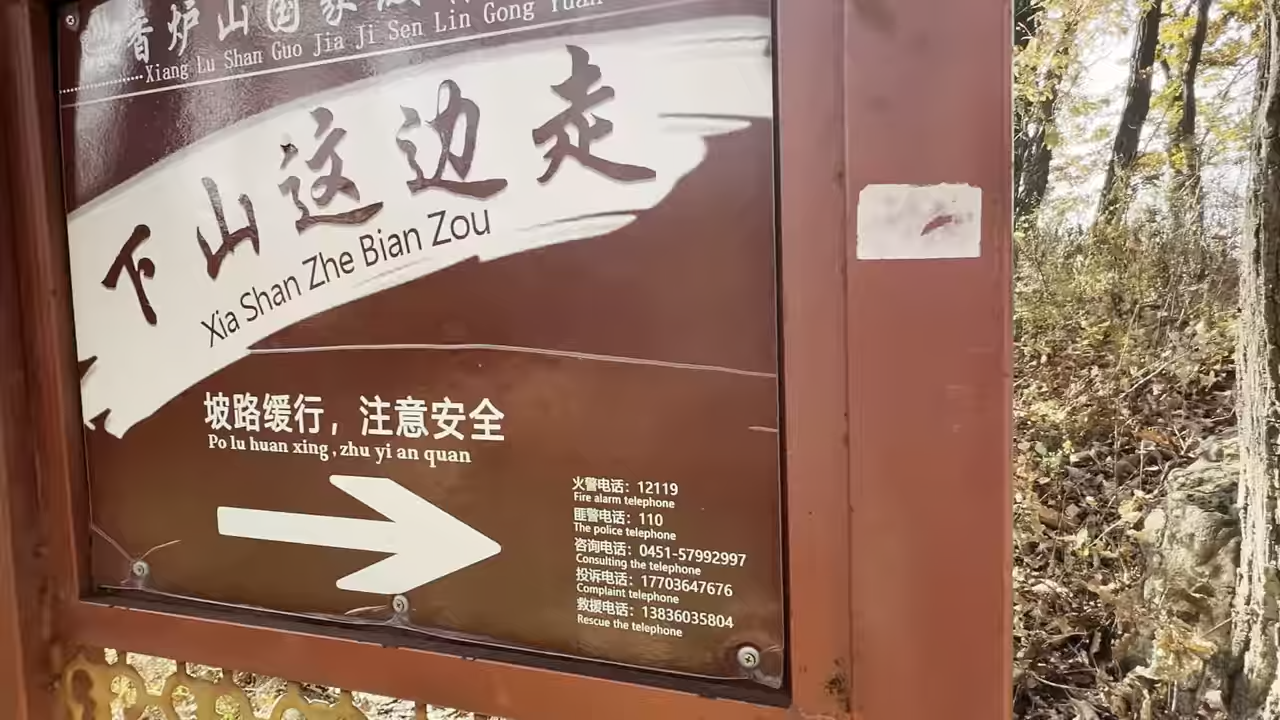 香炉山国家
Xiang Lu Shan Guo Jia Ji Sen Lin Gong Yuan
下山这边走
Xia Shan Zhe Bian Zou
坡路缓行，注意安全
Po lu huan xing , zhu yi an quan
火警电话：12119
Fire alarm telephone
匪警电话：110
The police telephone
咨询电话：0451-57992997
Consulting the telephone
投诉电话：17703647676
Complaint telephone
救援电话：13836035804
Rescue the telephone